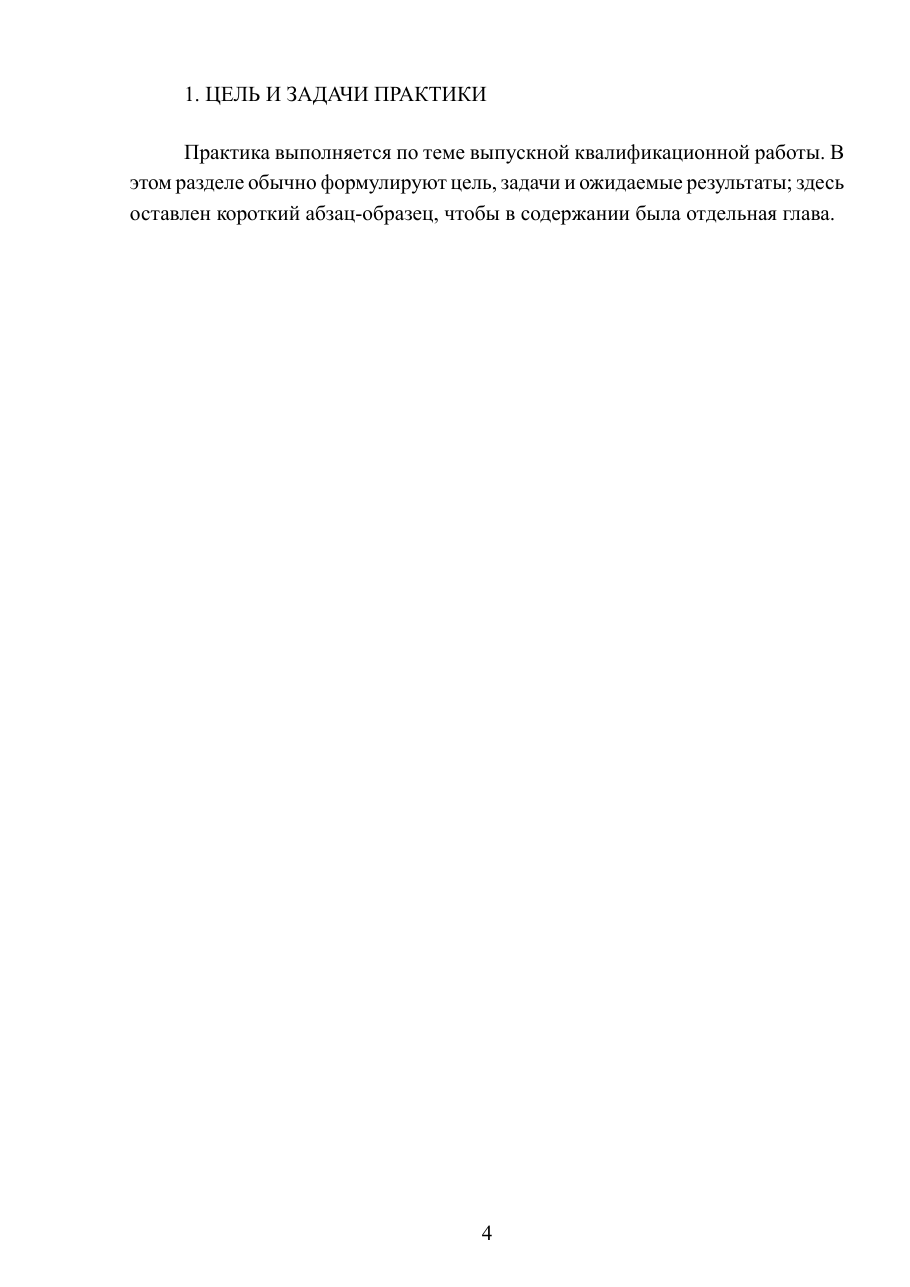 1. ЦЕЛЬ И ЗАДАЧИ ПРАКТИКИ
Практика выполняется по теме выпускной квалификационной работы. В
этом разделе обычно формулируют цель, задачи и ожидаемые результаты; здесь
оставлен короткий абзац-образец, чтобы в содержании была отдельная глава.
4